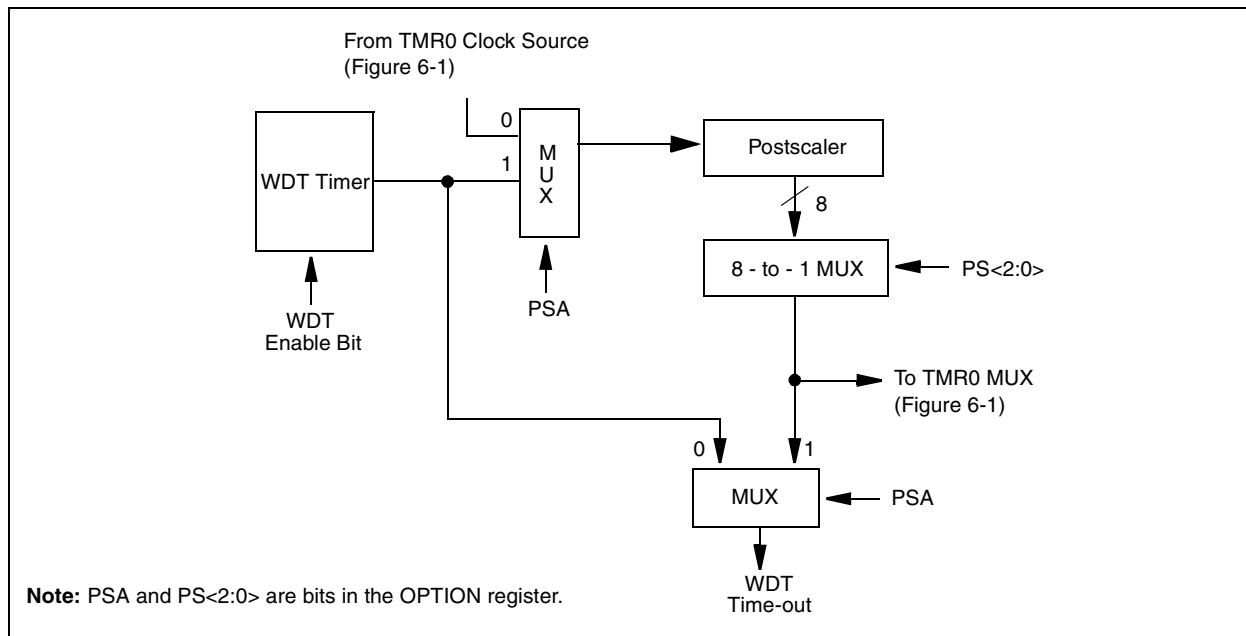 From TMR0 Clock Source
(Figure 6-1)
0
1
M
U
X
WDT Timer
Postscaler
8
8 - to - 1 MUX
PS<2:0>
PSA
WDT
Enable Bit
To TMR0 MUX
(Figure 6-1)
0
1
MUX
PSA
WDT
Time-out
Note: PSA and PS<2:0> are bits in the OPTION register.